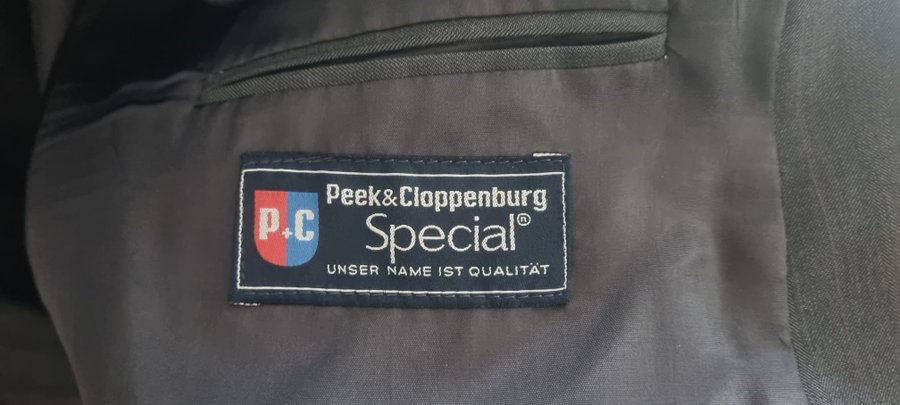 P+C
Peek&Cloppenburg
Special®
UNSER NAME IST QUALITÄT